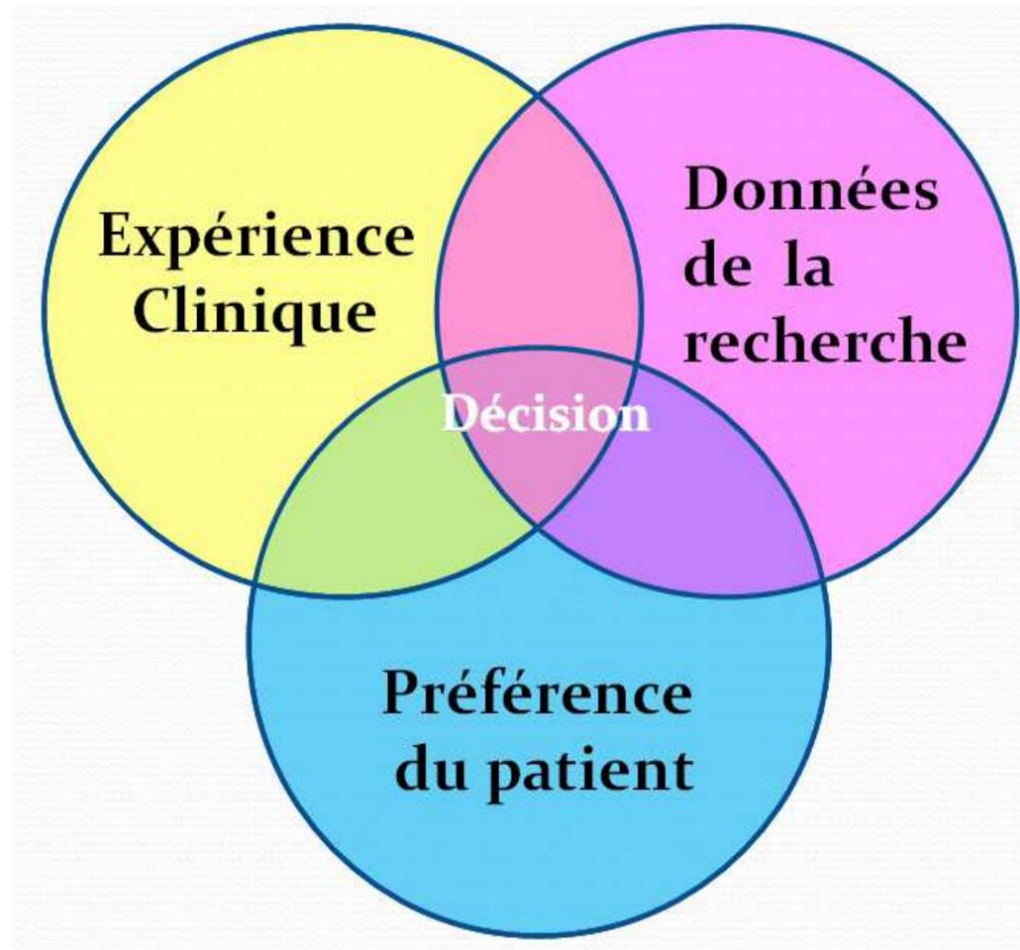 Expérience
Clinique
Données
de la
recherche
Décision
Préférence
du patient